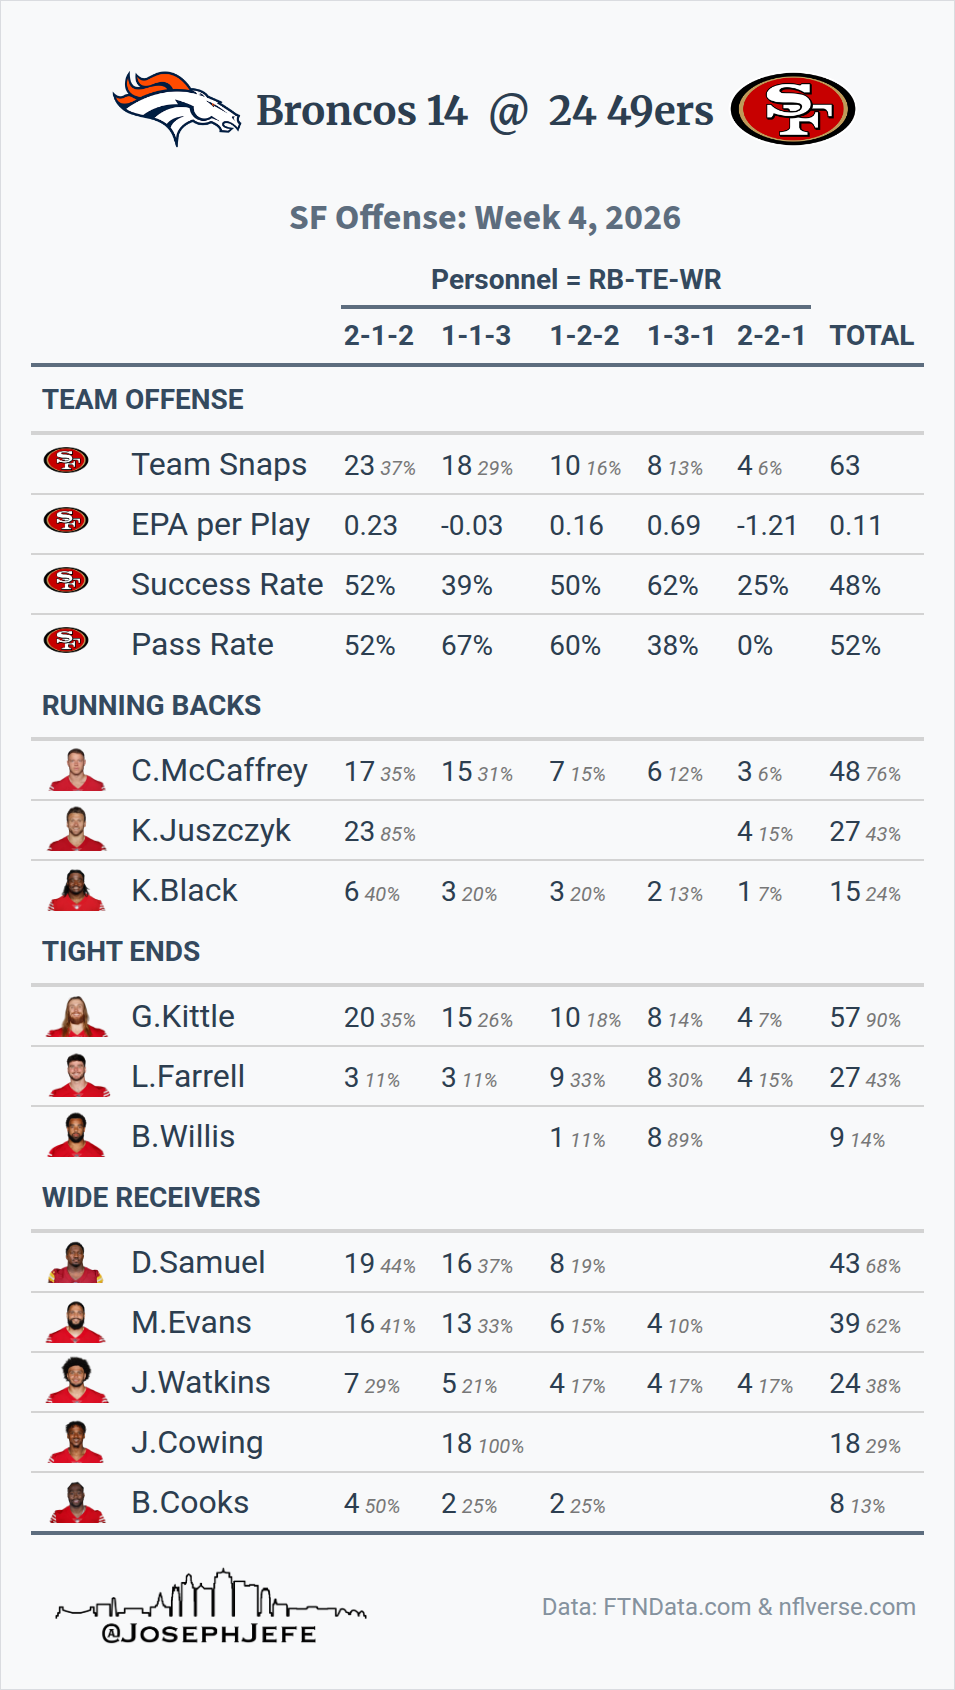 Broncos 14 @ 24 49ers
SF Offense: Week 4, 2026
Personnel = RB-TE-WR
2-1-2 1-1-3 1-2-2 1-3-1 2-2-1 TOTAL
TEAM OFFENSE
Team Snaps 23 37% 18 29% 10 16% 8 13% 4 6% 63
EPA per Play 0.23 -0.03 0.16 0.69 -1.21 0.11
Success Rate 52% 39% 50% 62% 25% 48%
Pass Rate 52% 67% 60% 38% 0% 52%
RUNNING BACKS
C.McCaffrey 17 35% 15 31% 7 15% 6 12% 3 6% 48 76%
K.Juszczyk 23 85% 4 15% 27 43%
K.Black 6 40% 3 20% 3 20% 2 13% 1 7% 15 24%
TIGHT ENDS
G.Kittle 20 35% 15 26% 10 18% 8 14% 4 7% 57 90%
L.Farrell 3 11% 3 11% 9 33% 8 30% 4 15% 27 43%
B.Willis 1 11% 8 89% 9 14%
WIDE RECEIVERS
D.Samuel 19 44% 16 37% 8 19% 43 68%
M.Evans 16 41% 13 33% 6 15% 4 10% 39 62%
J.Watkins 7 29% 5 21% 4 17% 4 17% 4 17% 24 38%
J.Cowing 18 100% 18 29%
B.Cooks 4 50% 2 25% 2 25% 8 13%
@JosephJefe
Data: FTNData.com & nflverse.com